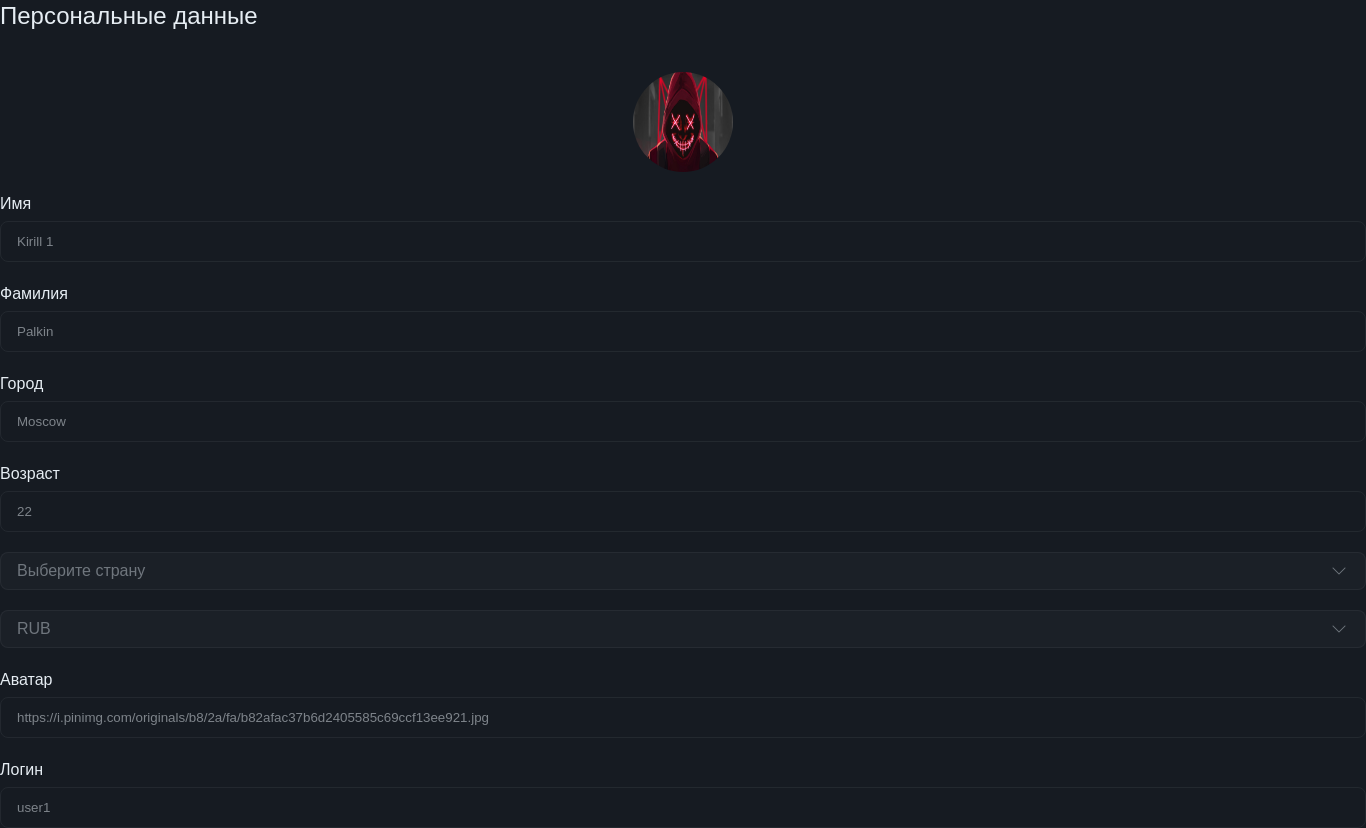 Персональные данные
Имя
Kirill 1
Фамилия
Palkin
Город
Moscow
Возраст
22
Выберите страну
RUB
Аватар
https://i.pinimg.com/originals/b8/2a/fa/b82afac37b6d2405585c69ccf13ee921.jpg
Логин
user1